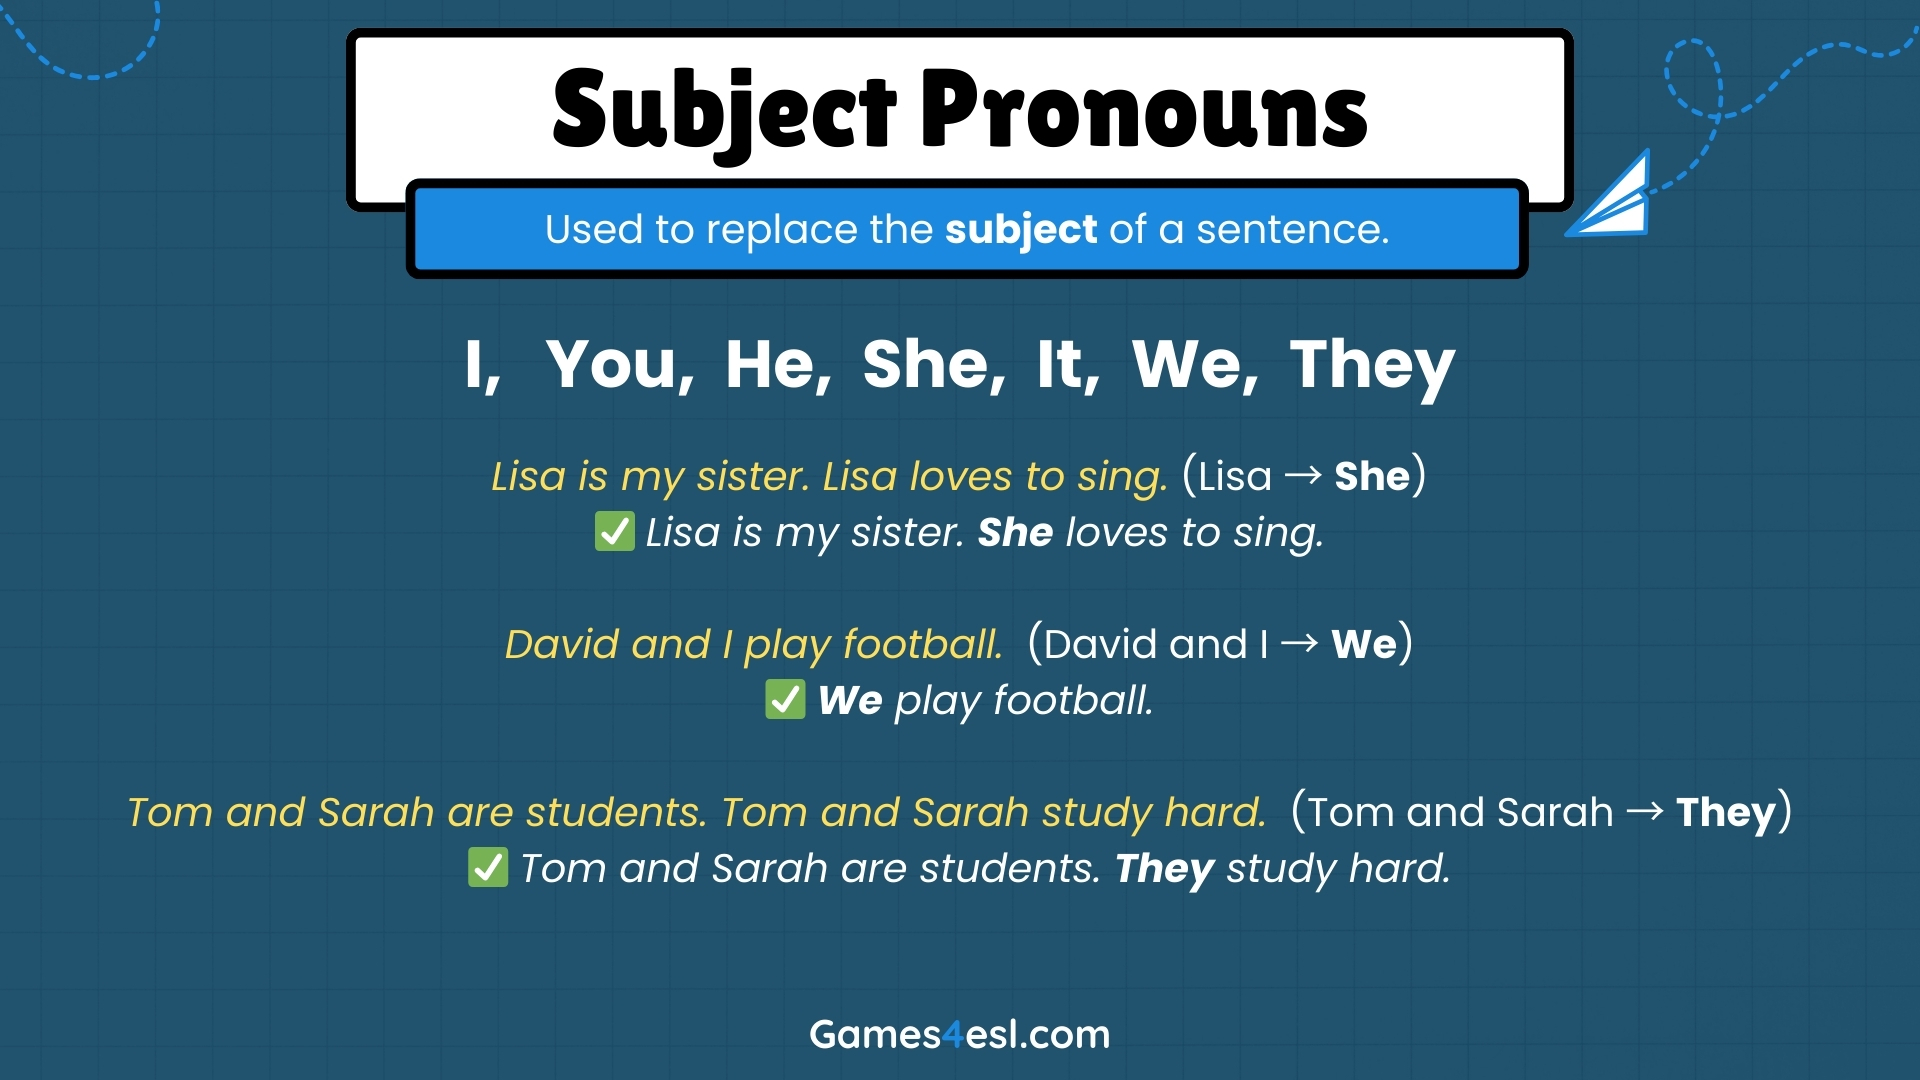 Subject Pronouns
Used to replace the subject of a sentence.
I, You, He, She, It, We, They
Lisa is my sister. Lisa loves to sing. (Lisa → She)
✅ Lisa is my sister. She loves to sing.
David and I play football. (David and I → We)
✅ We play football.
Tom and Sarah are students. Tom and Sarah study hard. (Tom and Sarah → They)
✅ Tom and Sarah are students. They study hard.
Games4esl.com